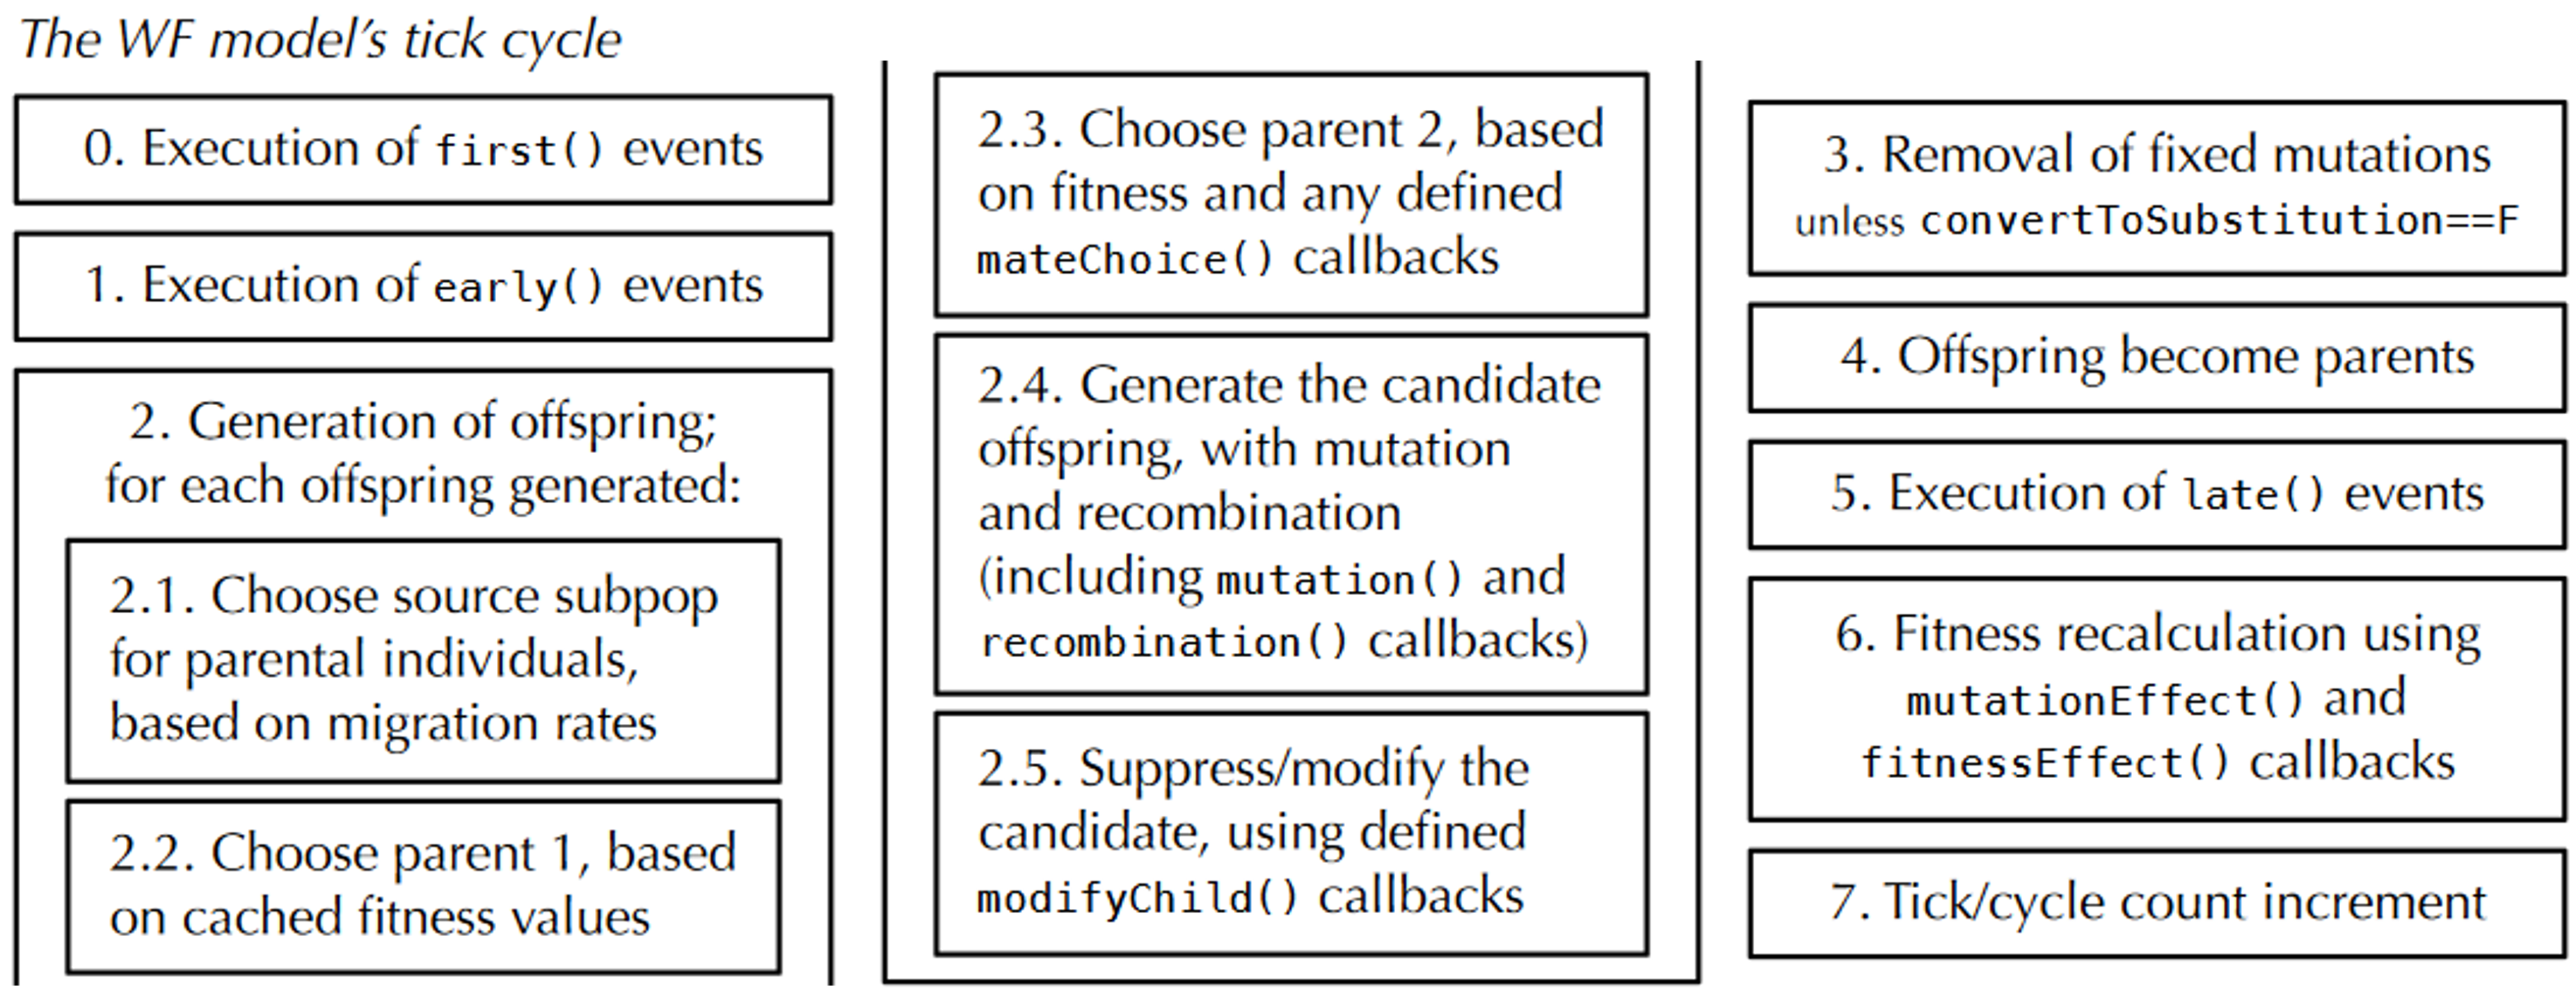 The WF model's tick cycle
0. Execution of first() events
1. Execution of early() events
2. Generation of offspring;
for each offspring generated:
2.1. Choose source subpop
for parental individuals,
based on migration rates
2.2. Choose parent 1, based
on cached fitness values
2.3. Choose parent 2, based
on fitness and any defined
mateChoice() callbacks
2.4. Generate the candidate
offspring, with mutation
and recombination
(including mutation() and
recombination() callbacks)
2.5. Suppress/modify the
candidate, using defined
modifyChild() callbacks
3. Removal of fixed mutations
unless convertToSubstitution==F
4. Offspring become parents
5. Execution of late() events
6. Fitness recalculation using
mutationEffect() and
fitnessEffect() callbacks
7. Tick/cycle count increment